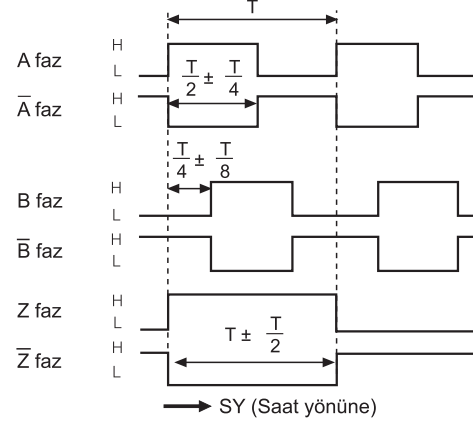 T
A faz H
L
T/2 ± T/4
A̅ faz H
L
T/4 ± T/8
B faz H
L
B̅ faz H
L
Z faz H
L
T ± T/2
Z̅ faz H
L
SY (Saat yönüne)